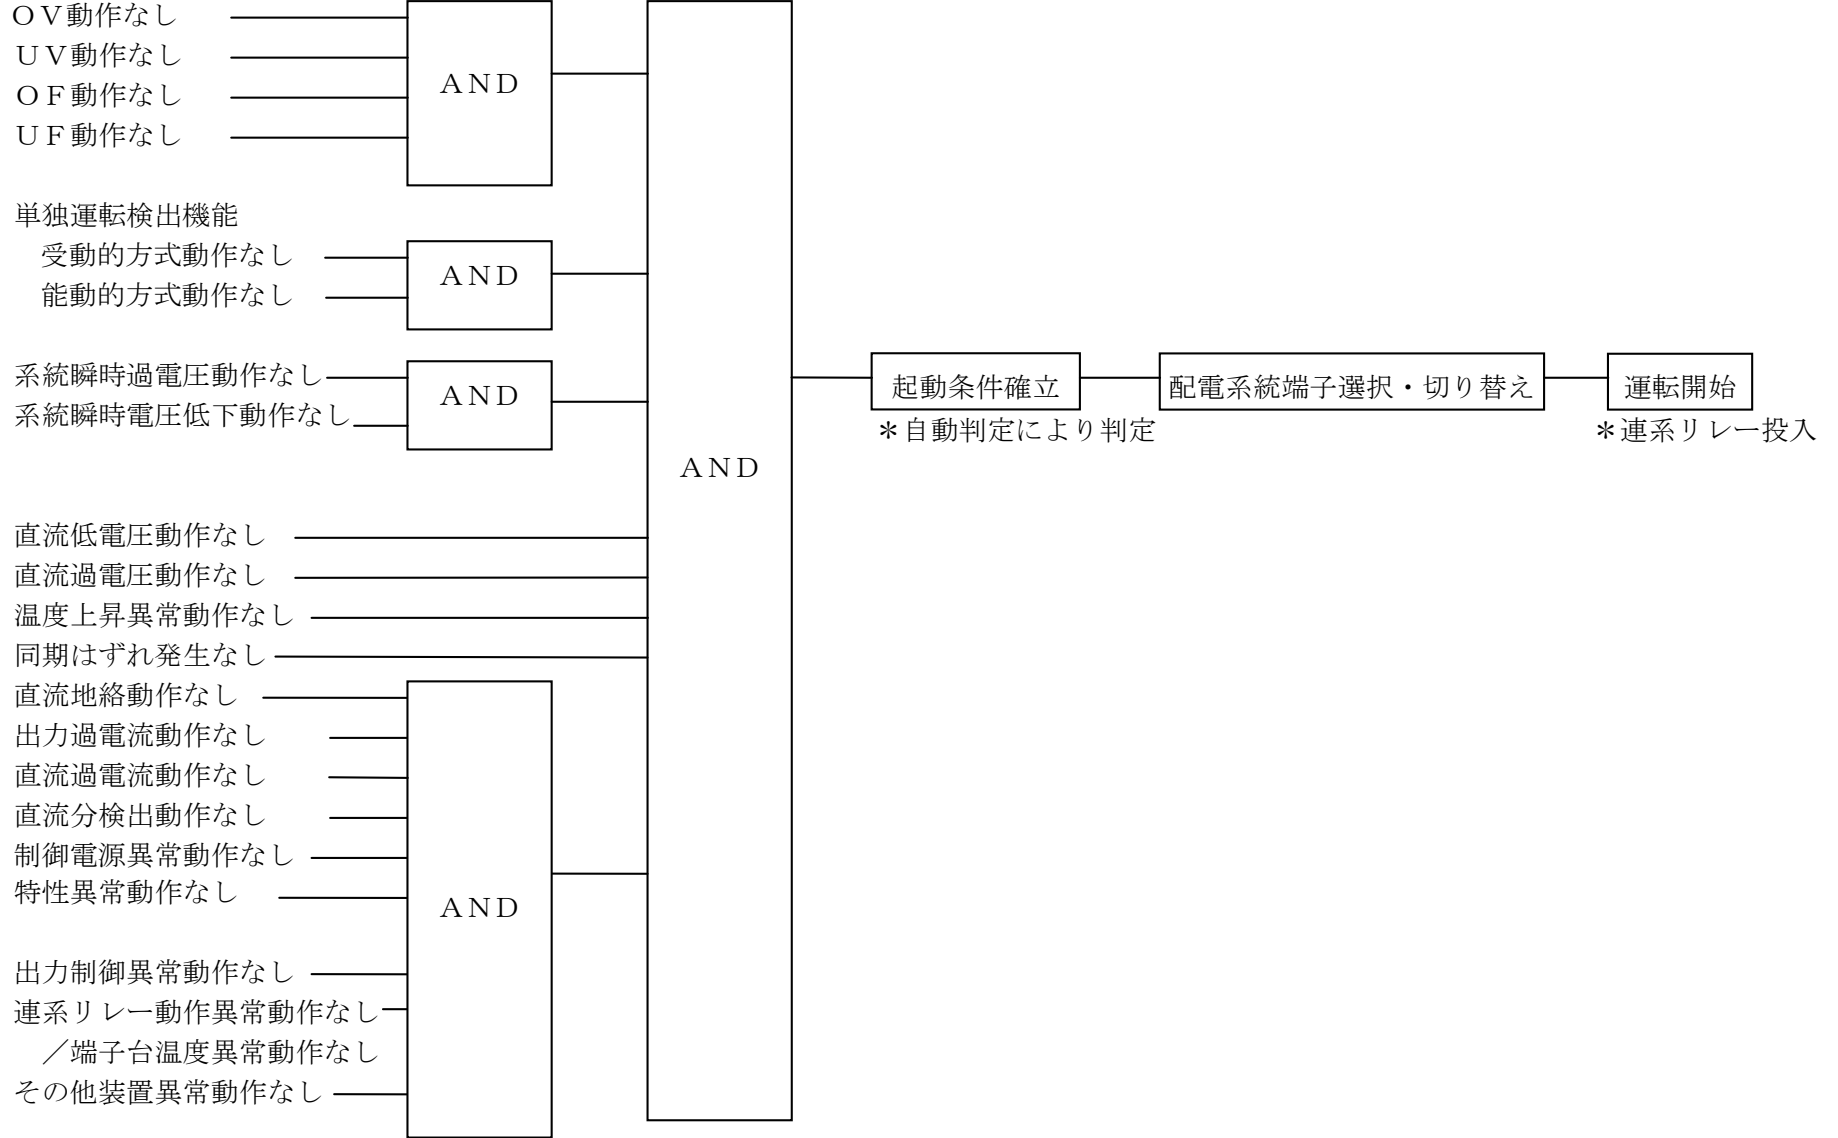 ＯＶ動作なし
ＵＶ動作なし
ＯＦ動作なし
ＵＦ動作なし
ＡＮＤ
単独運転検出機能
受動的方式動作なし
能動的方式動作なし
ＡＮＤ
系統瞬時過電圧動作なし
系統瞬時電圧低下動作なし
ＡＮＤ
直流低電圧動作なし
直流過電圧動作なし
温度上昇異常動作なし
同期はずれ発生なし
直流地絡動作なし
出力過電流動作なし
直流過電流動作なし
直流分検出動作なし
制御電源異常動作なし
特性異常動作なし
出力制御異常動作なし
連系リレー動作異常動作なし
／端子台温度異常動作なし
その他装置異常動作なし
ＡＮＤ
ＡＮＤ
起動条件確立
＊自動判定により判定
配電系統端子選択・切り替え
運転開始
＊連系リレー投入